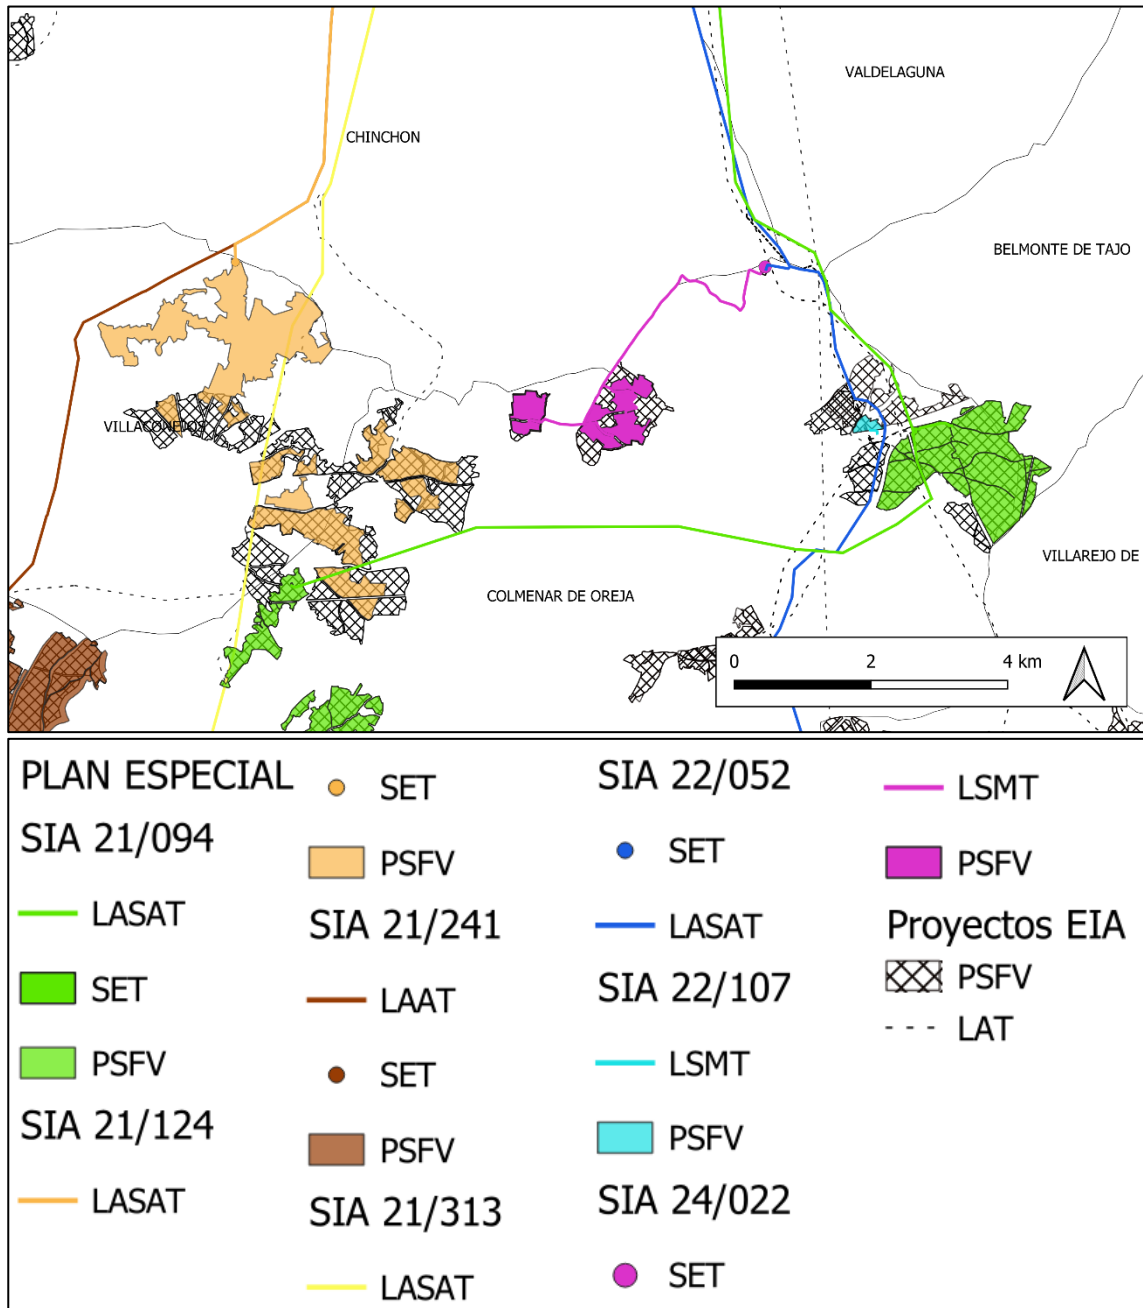 VALDELAGUNA
CHINCHON
BELMONTE DE TAJO
VILLACONEJOS
VILLAREJO DE
COLMENAR DE OREJA
0 2 4 km
PLAN ESPECIAL
SIA 21/094
LASAT
SET
PSFV
SIA 21/124
LASAT
SET
PSFV
SIA 21/241
LAAT
SET
PSFV
SIA 21/313
LASAT
SIA 22/052
SET
LASAT
SIA 22/107
LSMT
PSFV
SIA 24/022
SET
LSMT
PSFV
Proyectos EIA
PSFV
LAT